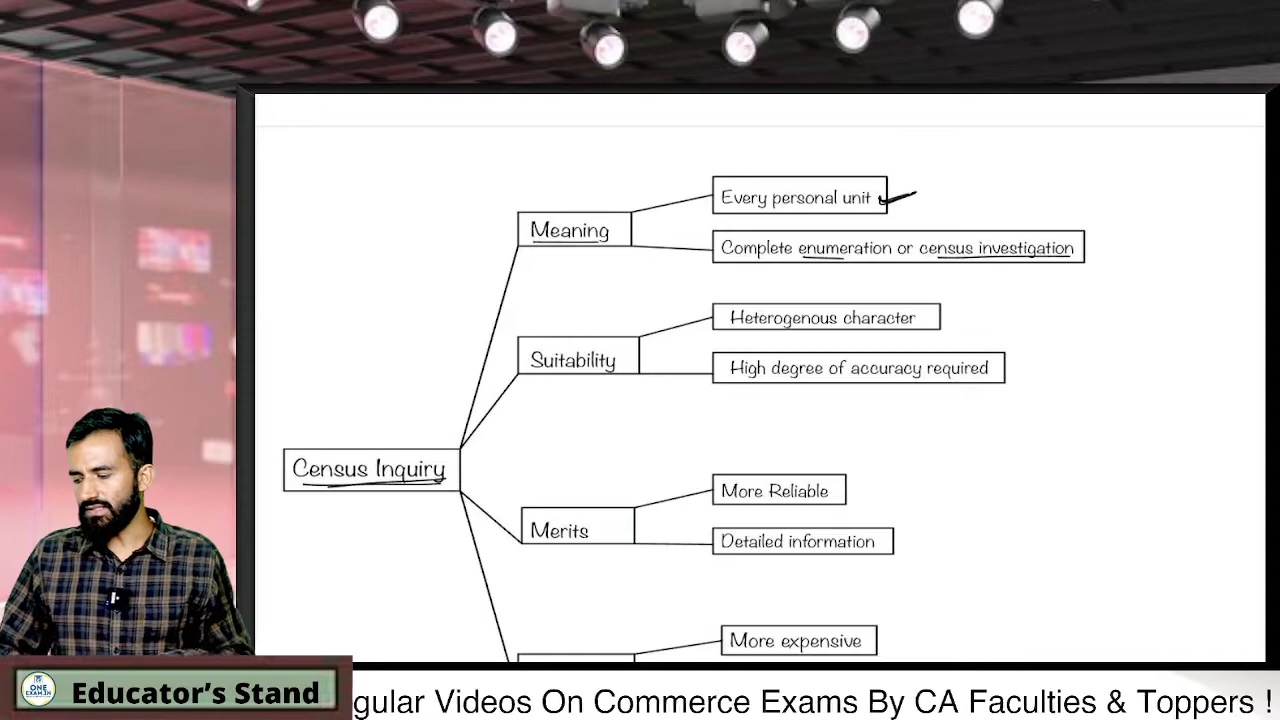 Every personal unit
Meaning
Complete enumeration or census investigation
Heterogenous character
Suitability
High degree of accuracy required
Census Inquiry
More Reliable
Merits
Detailed information
More expensive
ONE
EXAM.IN
Educator's Stand
gular Videos On Commerce Exams By CA Faculties & Toppers !